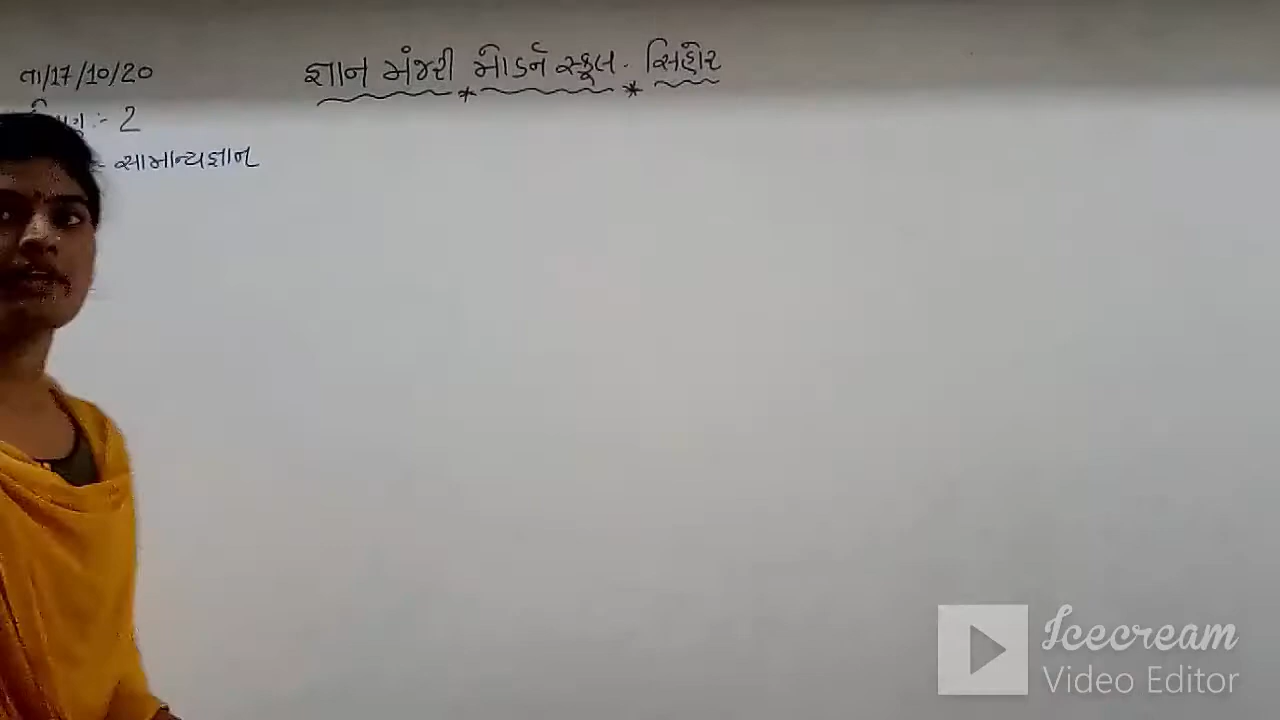 તા/17/10/20
જ્ઞાન મંજરી મોડર્ન સ્કૂલ. સિહોર
:- 2
- સામાન્યજ્ઞાન
Icecream
Video Editor